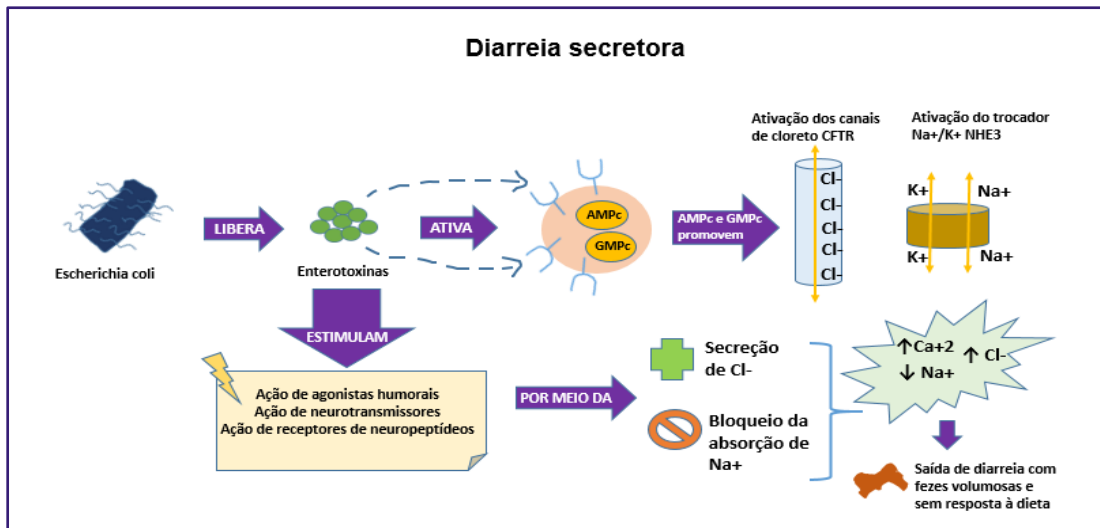 Diarreia secretora
Ativação dos canais
de cloreto CFTR
Ativação do trocador
Na+/K+ NHE3
Cl-
Cl-
Cl-
Cl-
Cl-
K+
Na+
K+
Na+
LIBERA
ATIVA
AMPc
GMPc
AMPc e GMPc
promovem
Escherichia coli
Enterotoxinas
ESTIMULAM
Ação de agonistas humorais
Ação de neurotransmissores
Ação de receptores de neuropeptídeos
POR MEIO DA
Secreção
de Cl-
Bloqueio da
absorção de
Na+
↑Ca+2
↑ Cl-
↓ Na+
Saída de diarreia com
fezes volumosas e
sem resposta à dieta